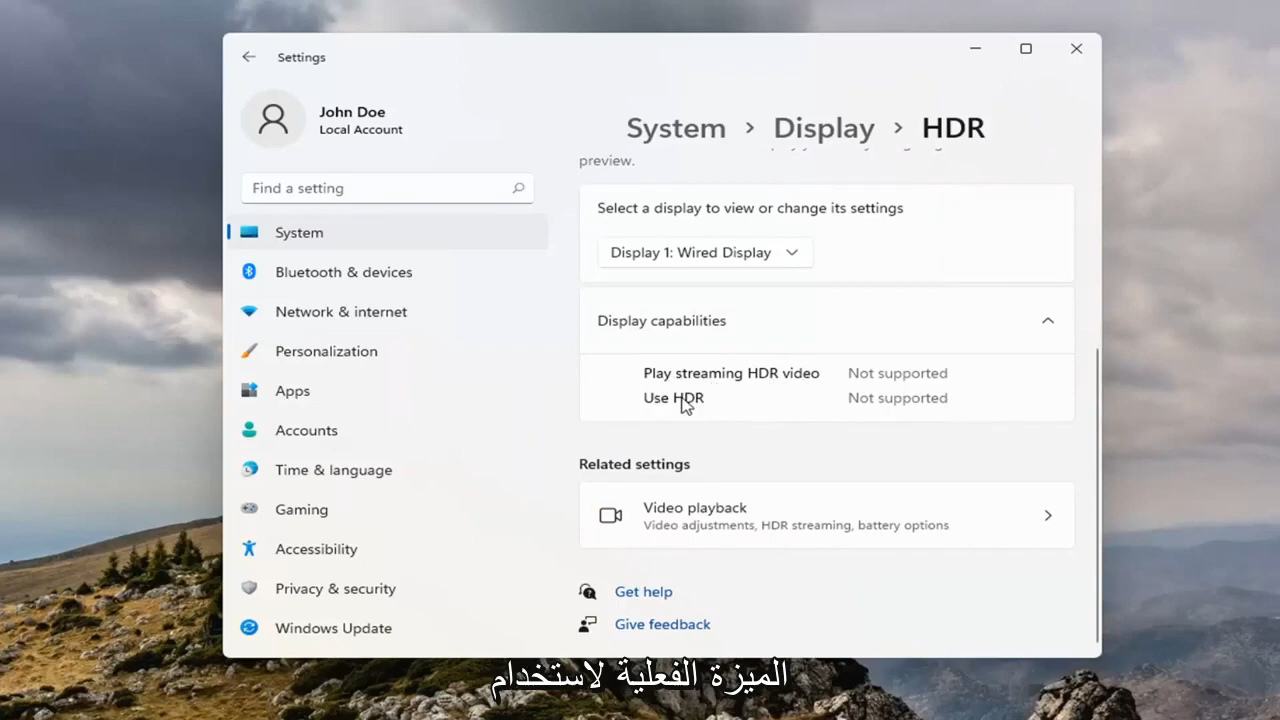 Settings
John Doe
Local Account
Find a setting
System
Bluetooth & devices
Network & internet
Personalization
Apps
Accounts
Time & language
Gaming
Accessibility
Privacy & security
Windows Update
System › Display › HDR
preview.
Select a display to view or change its settings
Display 1: Wired Display
Display capabilities
Play streaming HDR video Not supported
Use HDR Not supported
Related settings
Video playback
Video adjustments, HDR streaming, battery options
Get help
Give feedback
الميزة الفعلية لاستخدام